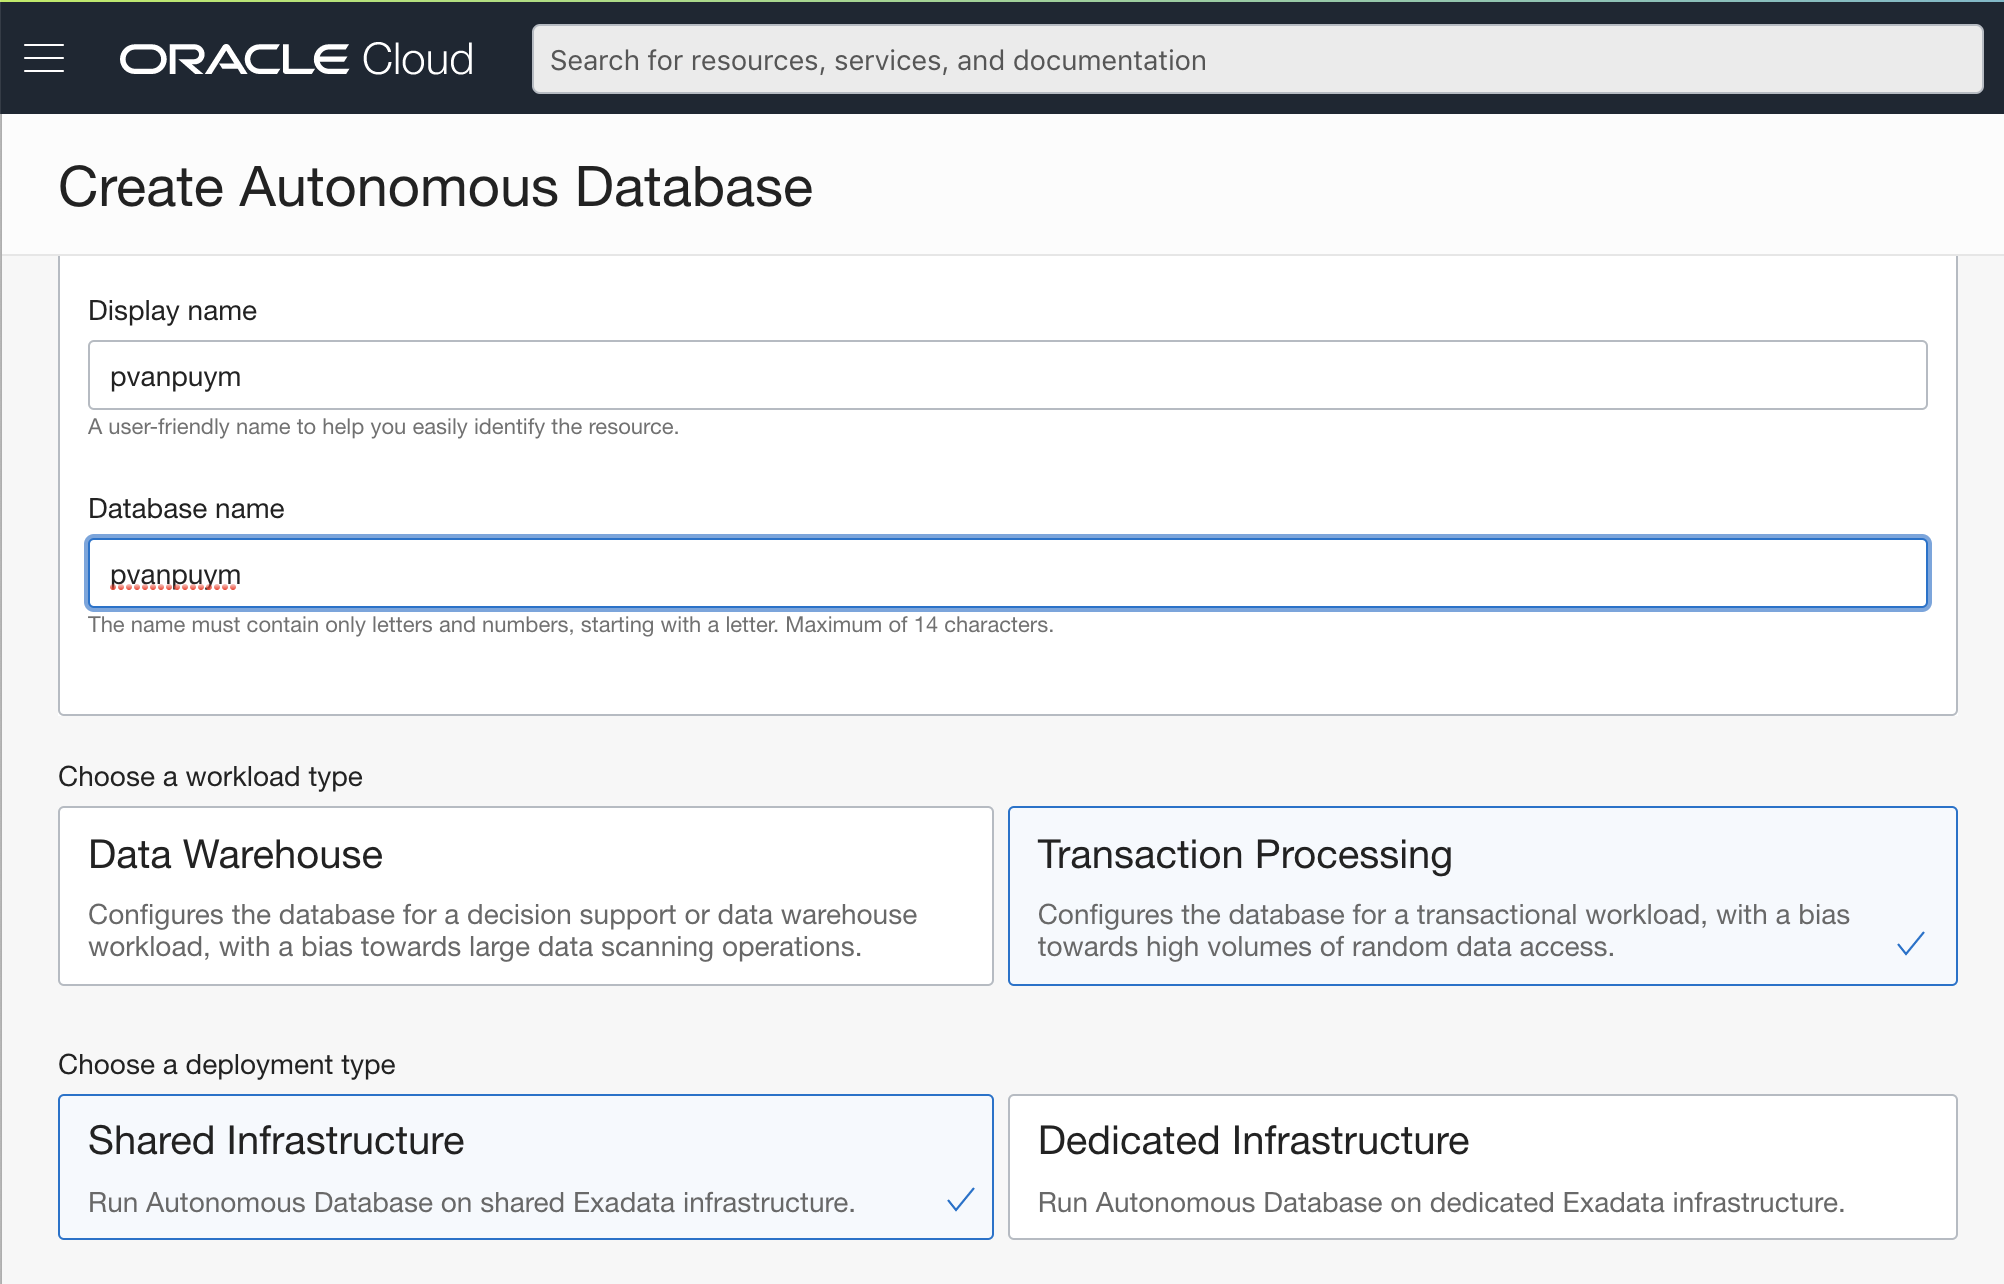 ORACLE Cloud
Search for resources, services, and documentation
Create Autonomous Database
Display name
pvanpuym
A user-friendly name to help you easily identify the resource.
Database name
pvanpuym
The name must contain only letters and numbers, starting with a letter. Maximum of 14 characters.
Choose a workload type
Data Warehouse
Configures the database for a decision support or data warehouse
workload, with a bias towards large data scanning operations.
Transaction Processing
Configures the database for a transactional workload, with a bias
towards high volumes of random data access.
Choose a deployment type
Shared Infrastructure
Run Autonomous Database on shared Exadata infrastructure.
Dedicated Infrastructure
Run Autonomous Database on dedicated Exadata infrastructure.